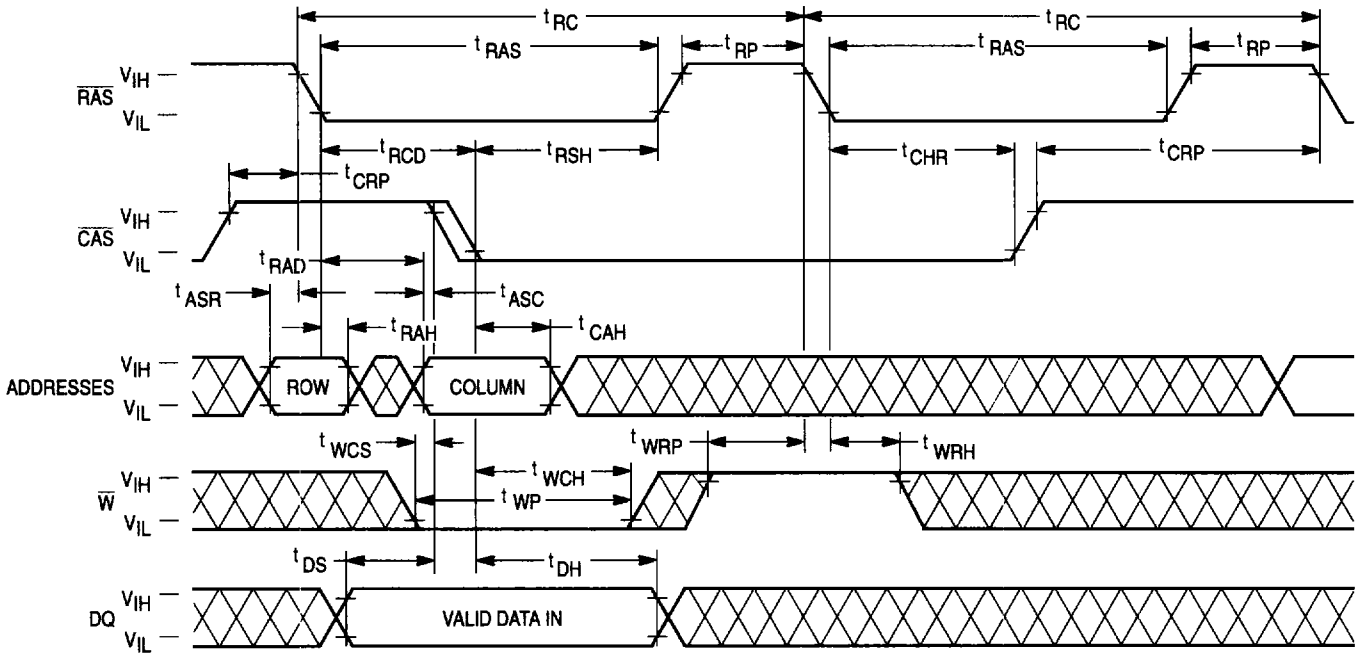 tRC tRC
tRAS tRP tRAS tRP
VIH
RAS
VIL
tRCD tRSH tCHR tCRP
tCRP
VIH
CAS
VIL
tRAD
tASR tASC
tRAH tCAH
VIH
ADDRESSES ROW COLUMN
VIL
tWCS tWRP tWRH
tWCH
VIH
tWP
W
VIL
tDS tDH
VIH
DQ VALID DATA IN
VIL